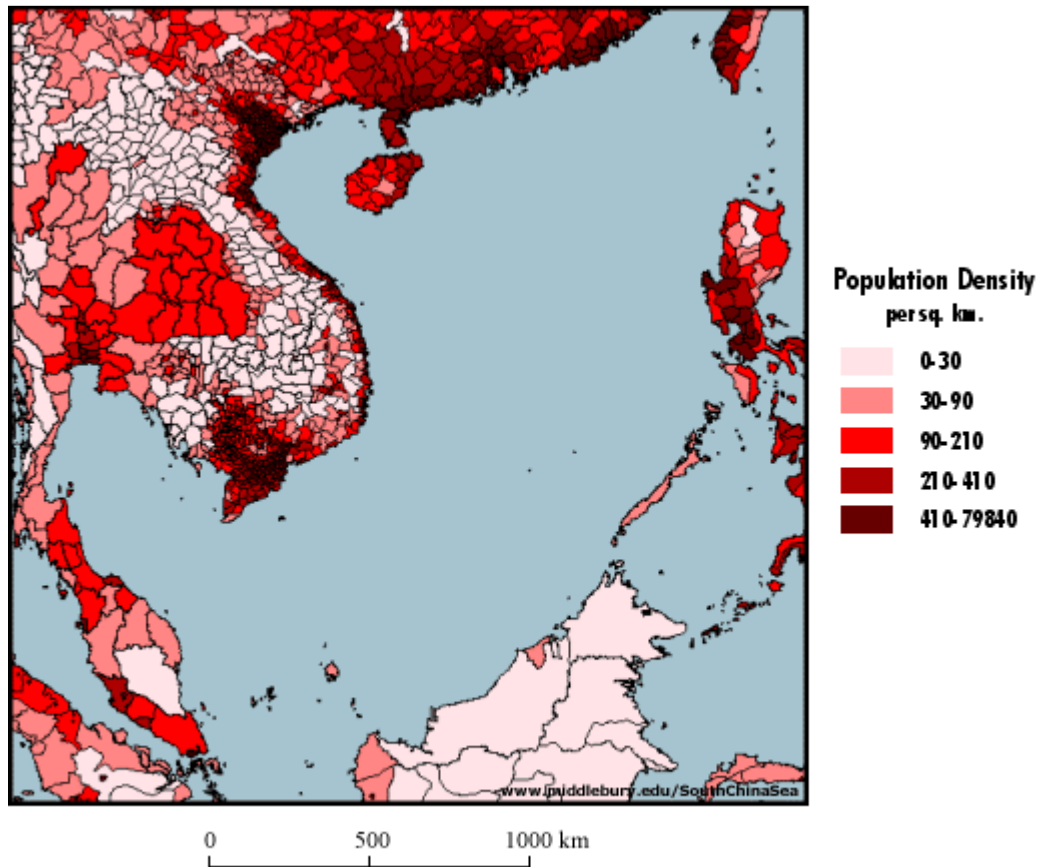 Population Density
per sq. km.
0-30
30-90
90-210
210-410
410-79840
www.middlebury.edu/SouthChinaSea
0 500 1000 km